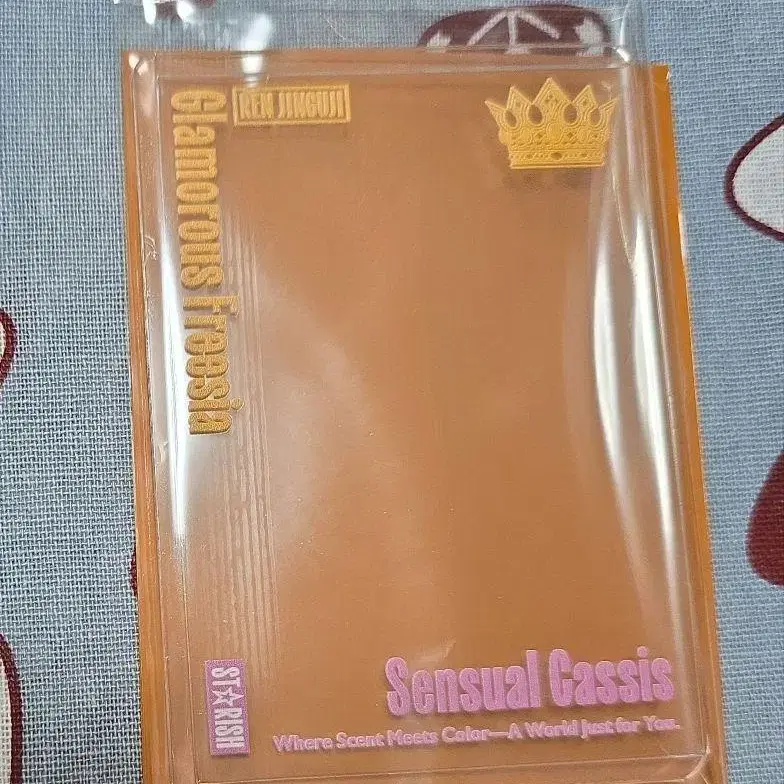 REN JINGUJI
Glamorous Freesia
ST☆RISH
Sensual Cassis
Where Scent Meets Color—A World Just for You.